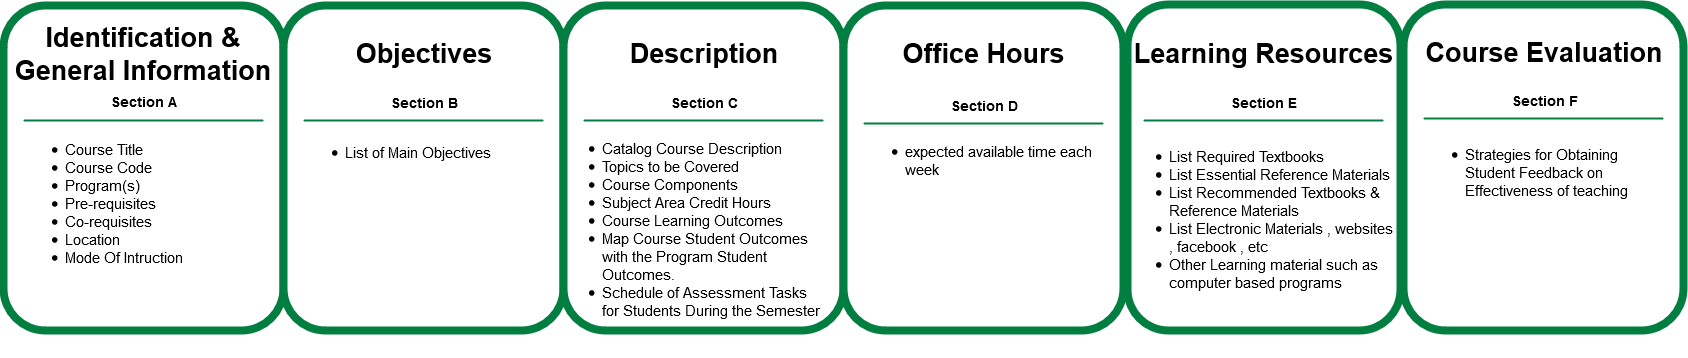 Identification &
General Information
Section A
• Course Title
• Course Code
• Program(s)
• Pre-requisites
• Co-requisites
• Location
• Mode Of Intruction
Objectives
Section B
• List of Main Objectives
Description
Section C
• Catalog Course Description
• Topics to be Covered
• Course Components
• Subject Area Credit Hours
• Course Learning Outcomes
• Map Course Student Outcomes
with the Program Student
Outcomes.
• Schedule of Assessment Tasks
for Students During the Semester
Office Hours
Section D
• expected available time each
week
Learning Resources
Section E
• List Required Textbooks
• List Essential Reference Materials
• List Recommended Textbooks &
Reference Materials
• List Electronic Materials , websites
, facebook , etc
• Other Learning material such as
computer based programs
Course Evaluation
Section F
• Strategies for Obtaining
Student Feedback on
Effectiveness of teaching